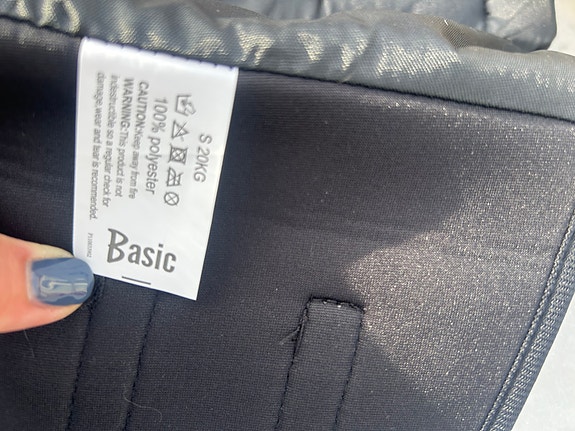 S 20KG
100% polyester
CAUTION:Keep away from fire
WARNING:This product is not
indestructible so a regular check for
damage, wear and tear is recommended.
Basic